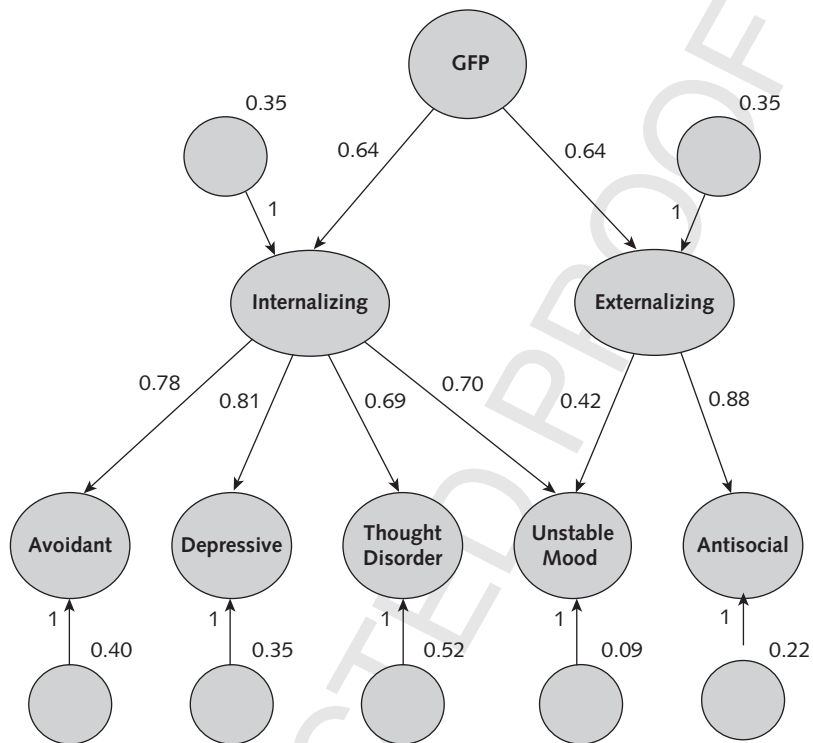 GFP
0.35
0.35
0.64
0.64
1
1
Internalizing
Externalizing
0.78
0.81
0.69
0.70
0.42
0.88
Avoidant
Depressive
Thought
Disorder
Unstable
Mood
Antisocial
1
1
1
1
1
0.40
0.35
0.52
0.09
0.22